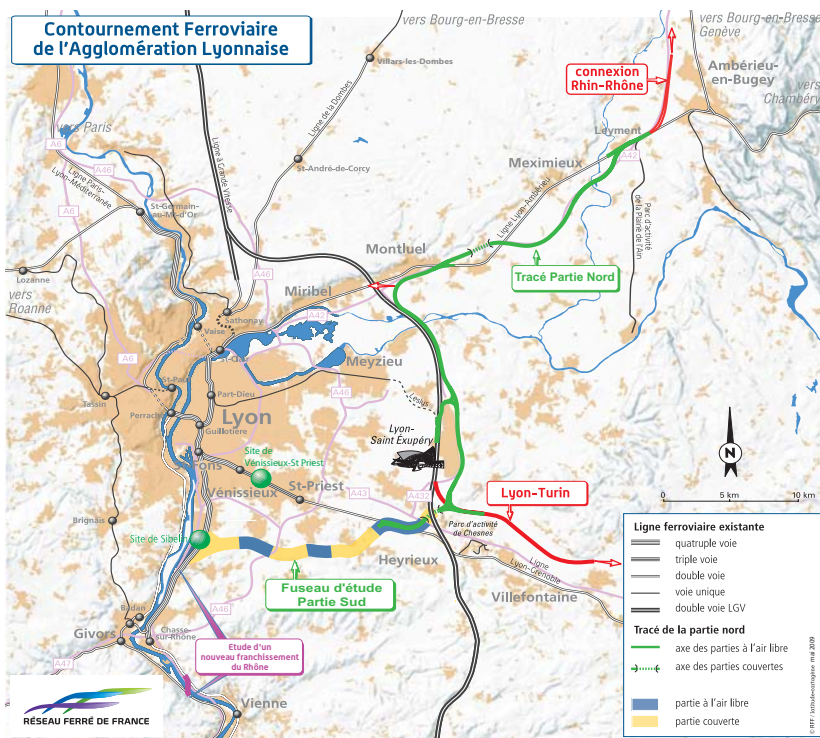 Contournement Ferroviaire
de l'Agglomération Lyonnaise
vers Bourg-en-Bresse
vers Bourg-en-Bresse
Genève
Villars-les-Dombes
connexion
Rhin-Rhône
Ambérieu-
en-Bugey
vers
Chambéry
vers Paris
A6
A46
Ligne de la Dombes
Ligne à Grande Vitesse
Leyment
A42
Ligne Paris-
Lyon-Méditerranée
St-André-de-Corcy
Meximieux
A6
St-Germain-
au-Mt-d'Or
Ligne Lyon-Ambérieu
Parc d'activité
de la Plaine de l'Ain
Montluel
Lozanne
A46
Tracé Partie Nord
vers
Roanne
Miribel
Sathonay
A42
Vaise
St-Clair
A6
Meyzieu
St-Paul
Part-Dieu
Leslys
Tassin
Perrache
Lyon
Guillotière
Lyon-
Saint Exupéry
N
Site de
Vénissieux-St Priest
Vénissieux
St-Priest
A43
A432
Lyon-Turin
0 5 km 10 km
Brignais
Parc d'activité
de Chesnes
Site de Sibelin
Heyrieux
Ligne
Lyon-Grenoble
Fuseau d'étude
Partie Sud
Villefontaine
A46
Badan
Givors
Chasse-
sur-Rhône
Etude d'un
nouveau franchissement
du Rhône
A47
Vienne
RÉSEAU FERRÉ DE FRANCE
Ligne ferroviaire existante
quatruple voie
triple voie
double voie
voie unique
double voie LGV
Tracé de la partie nord
axe des parties à l'air libre
axe des parties couvertes
partie à l'air libre
partie couverte